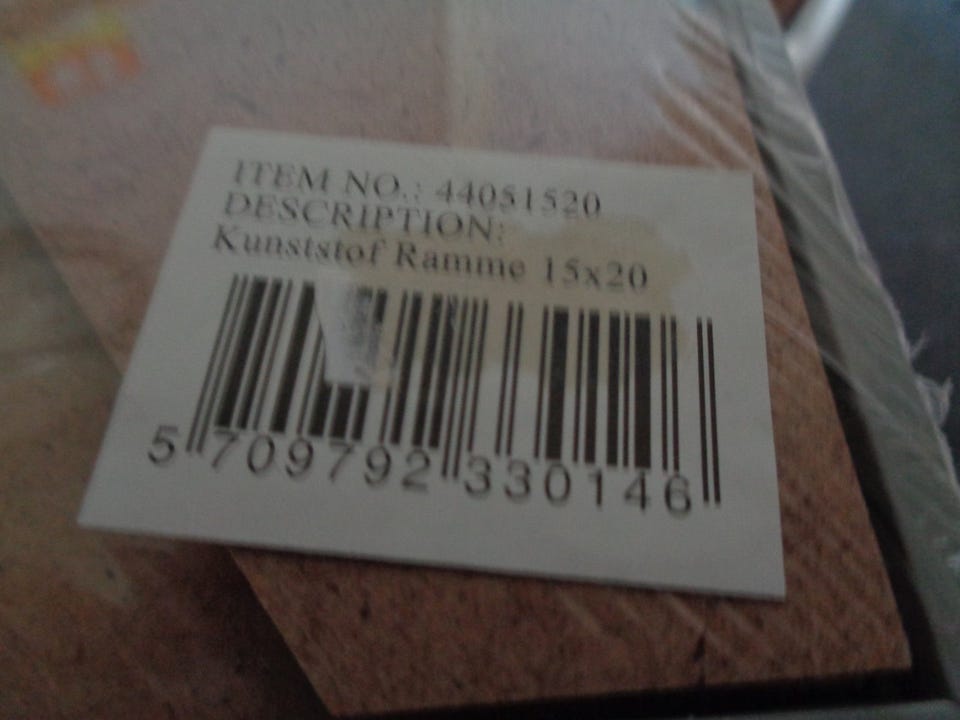 ITEM NO.: 44051520
DESCRIPTION:
Kunststof Ramme 15x20
5 709792 330146